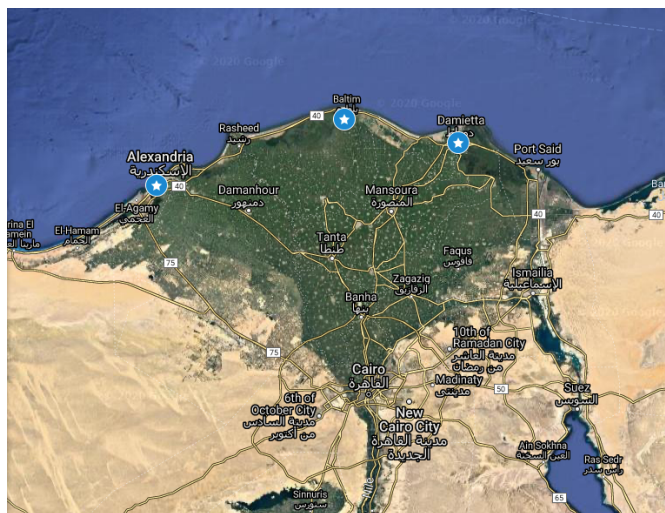 © 2020 Google
© 2020 Google
Baltim
40
Rasheed
رشيد
Damietta
Port Said
بور سعيد
Alexandria
الإسكندرية
40
El-Agamy
العجمي
Damanhour
دمنهور
Mansoura
المنصورة
El Hamam
الحمام
40
40
Tanta
طنطا
Faqus
فاقوس
75
Zagazig
الزقازيق
Ismailia
الإسماعيلية
Banha
بنها
10th of
Ramadan City
مدينة العاشر
من رمضان
75
Cairo
القاهرة
Madinaty
مدينتي
50
Suez
السويس
6th of
October City
مدينة السادس
من أكتوبر
New
Cairo City
مدينة القاهرة
الجديدة
Ain Sokhna
العين السخنة
Ras Sedr
رأس سدر
Sinnuris
سنورس
Nile
65